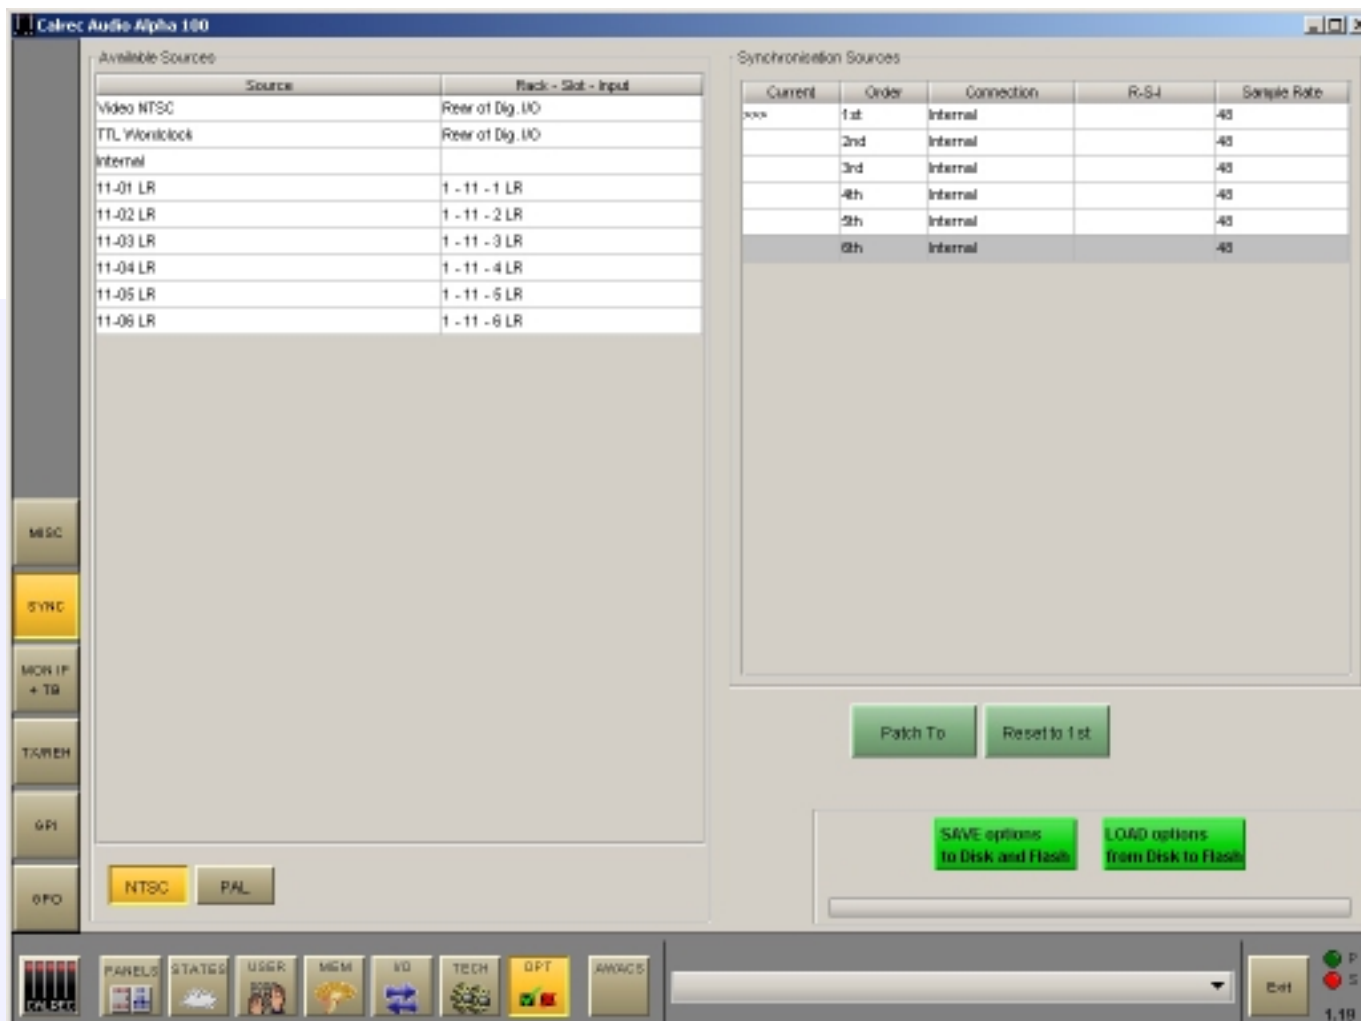 Calrec Audio Alpha 100
Available Sources
Source Rack - Slot - Input
Video NTSC Rear of Dig. I/O
TTL Wordclock Rear of Dig. I/O
Internal
11-01 LR 1 - 11 - 1 LR
11-02 LR 1 - 11 - 2 LR
11-03 LR 1 - 11 - 3 LR
11-04 LR 1 - 11 - 4 LR
11-05 LR 1 - 11 - 5 LR
11-06 LR 1 - 11 - 6 LR
Synchronisation Sources
Current Order Connection R-S-I Sample Rate
>>> 1st Internal 48
2nd Internal 48
3rd Internal 48
4th Internal 48
5th Internal 48
6th Internal 48
MISC
SYNC
MON IP
+ TB
TX/REH
GPI
GPO
Patch To Reset to 1st
SAVE options
to Disk and Flash
LOAD options
from Disk to Flash
NTSC PAL
CALREC PANELS STATES USER MEM I/O TECH OPT AWACS Exit
P
S
1.19